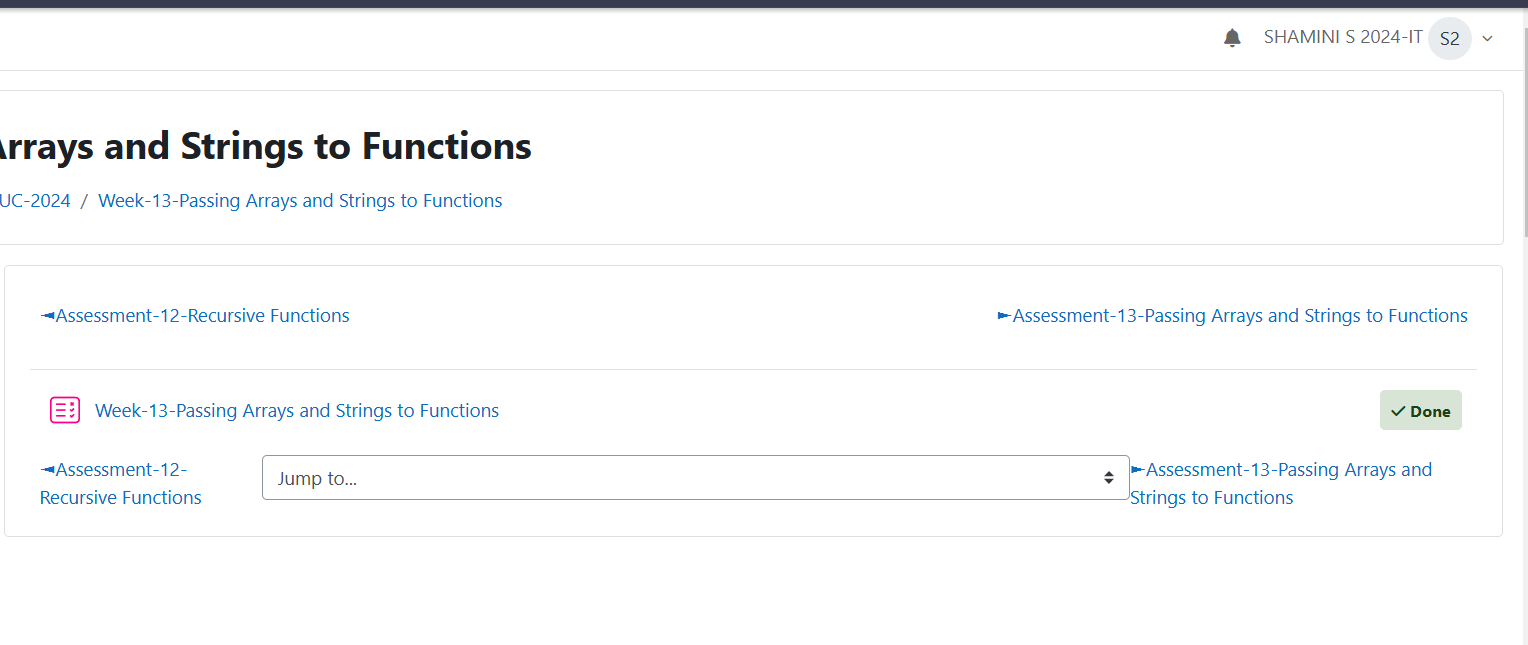 SHAMINI S 2024-IT S2
Arrays and Strings to Functions
UC-2024 / Week-13-Passing Arrays and Strings to Functions
◄Assessment-12-Recursive Functions
►Assessment-13-Passing Arrays and Strings to Functions
Week-13-Passing Arrays and Strings to Functions
✓ Done
◄Assessment-12-
Recursive Functions
Jump to...
►Assessment-13-Passing Arrays and
Strings to Functions